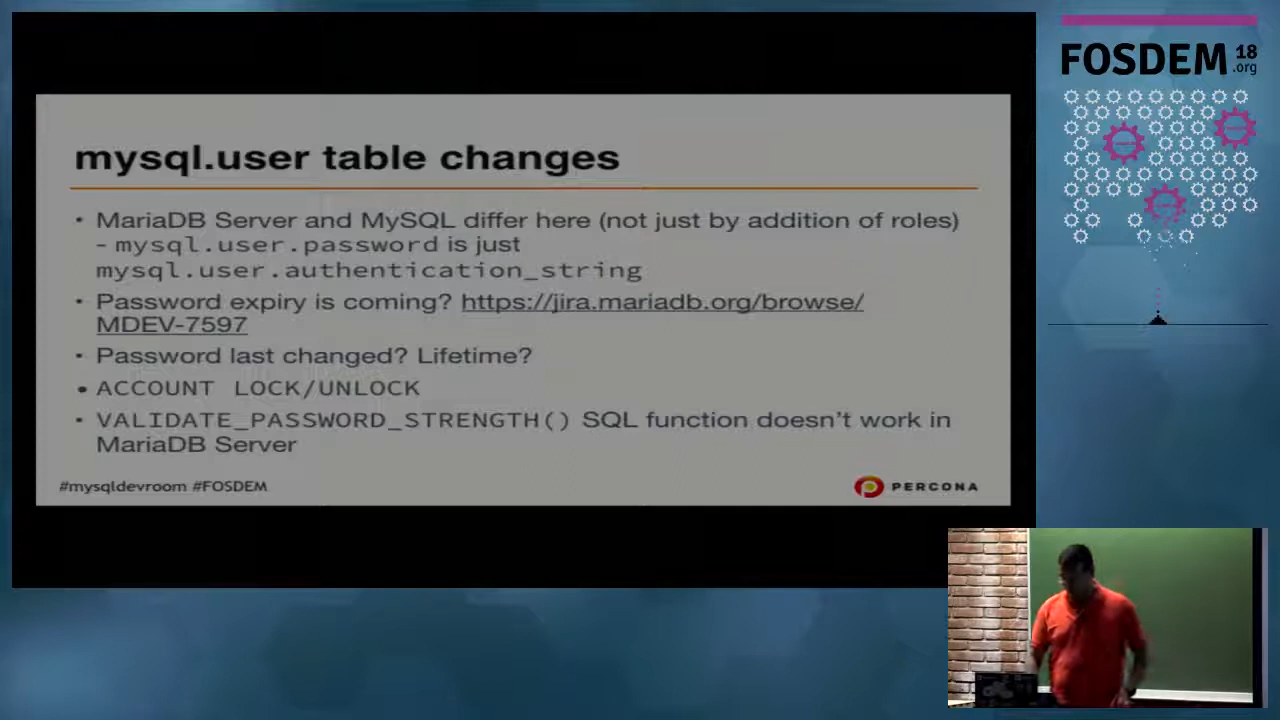 FOSDEM 18
.org
mysql.user table changes
• MariaDB Server and MySQL differ here (not just by addition of roles)
- mysql.user.password is just
mysql.user.authentication_string
• Password expiry is coming? https://jira.mariadb.org/browse/
MDEV-7597
• Password last changed? Lifetime?
• ACCOUNT LOCK/UNLOCK
• VALIDATE_PASSWORD_STRENGTH() SQL function doesn't work in
MariaDB Server
#mysqldevroom #FOSDEM
PERCONA